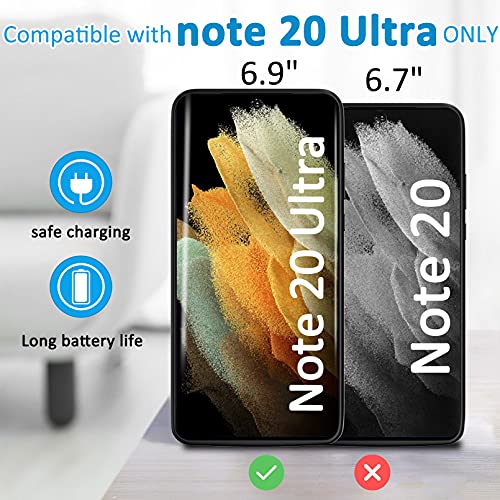 Compatible with note 20 Ultra ONLY
6.9" 6.7"
Note 20 Ultra
Note 20
safe charging
Long battery life